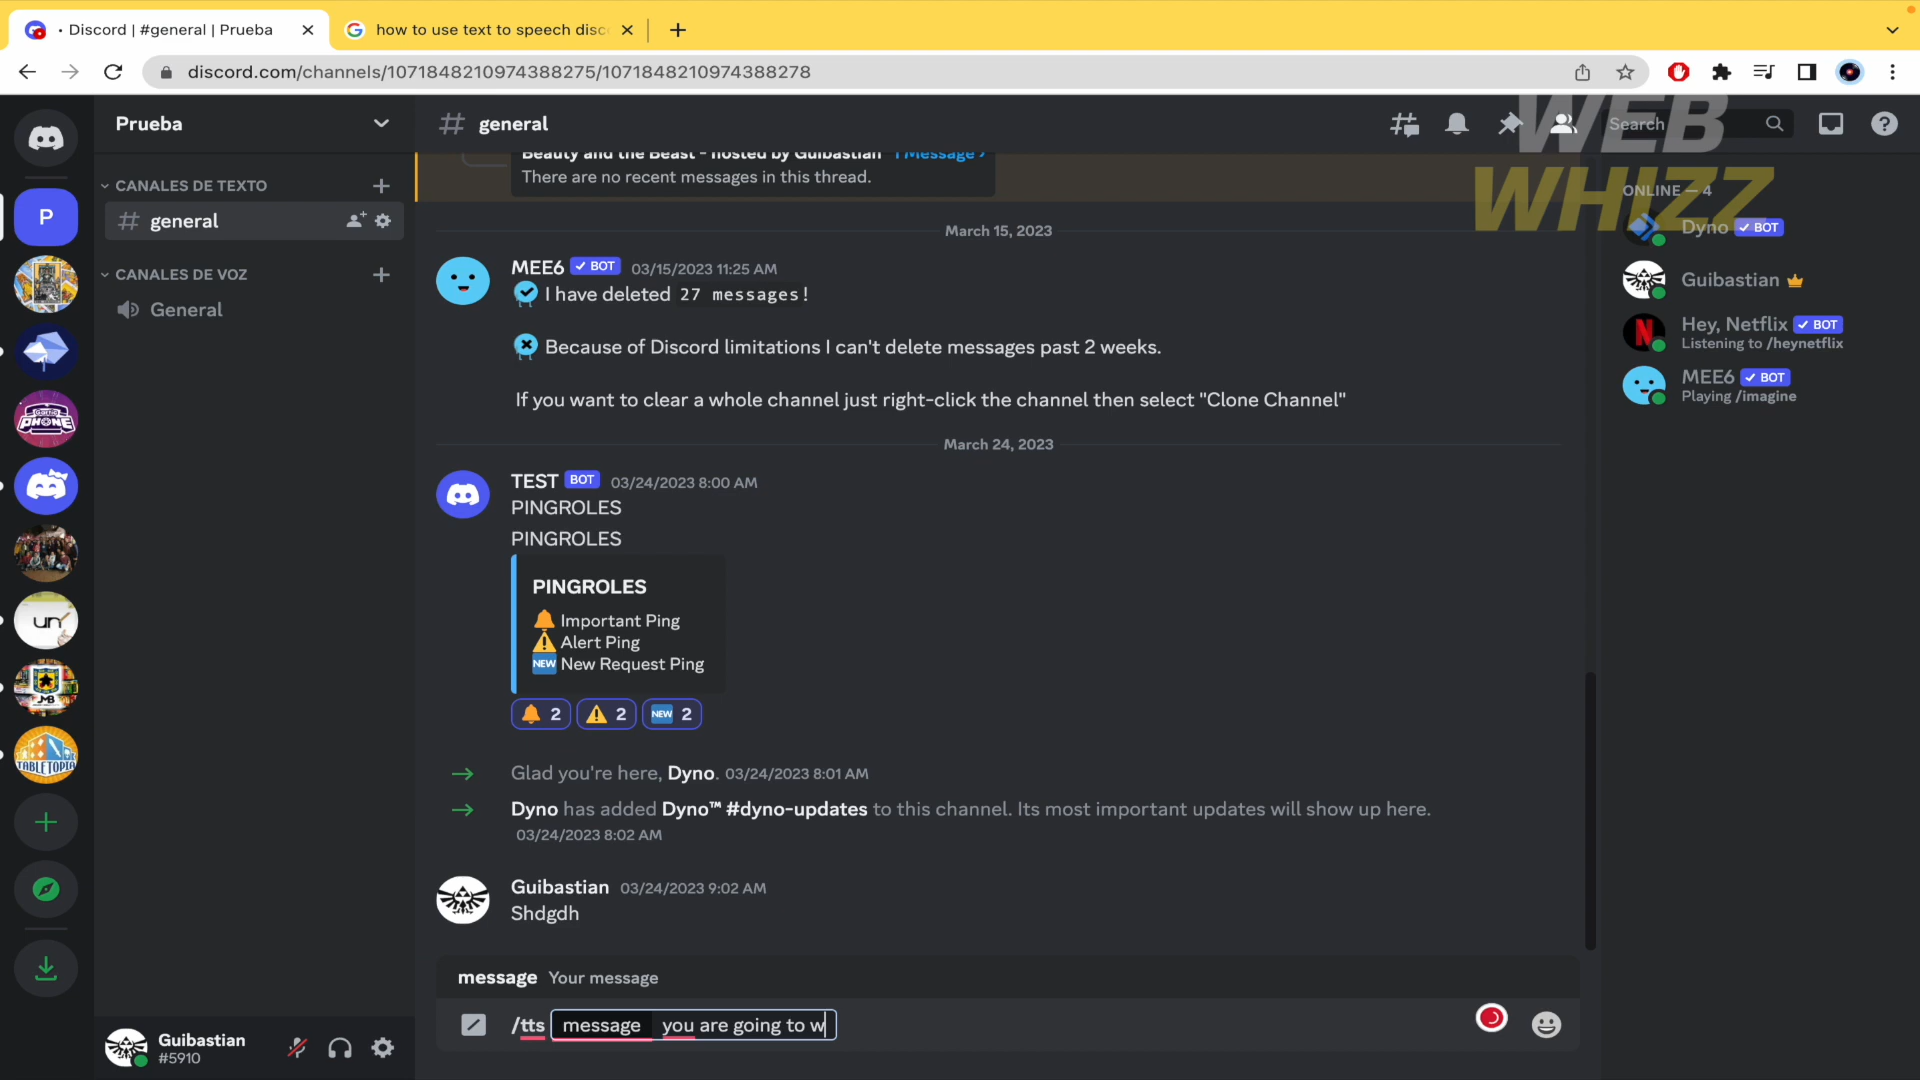 · Discord | #general | Prueba
how to use text to speech disc
discord.com/channels/1071848210974388275/1071848210974388278
WEB
WHIZZ
Prueba
general
Search
CANALES DE TEXTO
general
CANALES DE VOZ
General
P
GARTIC
PHONE
un
JMB
TABLETOPIA
Beauty and the Beast - hosted by Guibastian 1 Message ›
There are no recent messages in this thread.
March 15, 2023
MEE6 BOT 03/15/2023 11:25 AM
I have deleted 27 messages!
Because of Discord limitations I can't delete messages past 2 weeks.
If you want to clear a whole channel just right-click the channel then select "Clone Channel"
March 24, 2023
TEST BOT 03/24/2023 8:00 AM
PINGROLES
PINGROLES
PINGROLES
Important Ping
Alert Ping
NEW New Request Ping
2 2 NEW 2
Glad you're here, Dyno. 03/24/2023 8:01 AM
Dyno has added Dyno™ #dyno-updates to this channel. Its most important updates will show up here.
03/24/2023 8:02 AM
Guibastian 03/24/2023 9:02 AM
Shdgdh
message Your message
/tts message you are going to w
Guibastian
#5910
ONLINE — 4
Dyno BOT
Guibastian
Hey, Netflix BOT
Listening to /heynetflix
MEE6 BOT
Playing /imagine